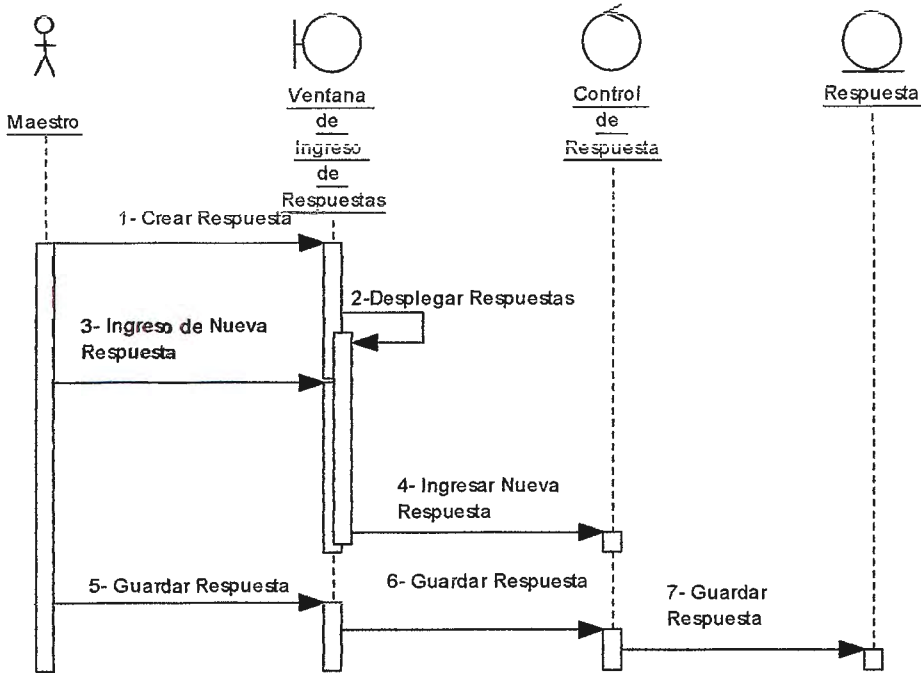 Maestro
Ventana
de
Ingreso
de
Respuestas
Control
de
Respuesta
Respuesta
1- Crear Respuesta
2-Desplegar Respuestas
3- Ingreso de Nueva
Respuesta
4- Ingresar Nueva
Respuesta
5- Guardar Respuesta
6- Guardar Respuesta
7- Guardar
Respuesta